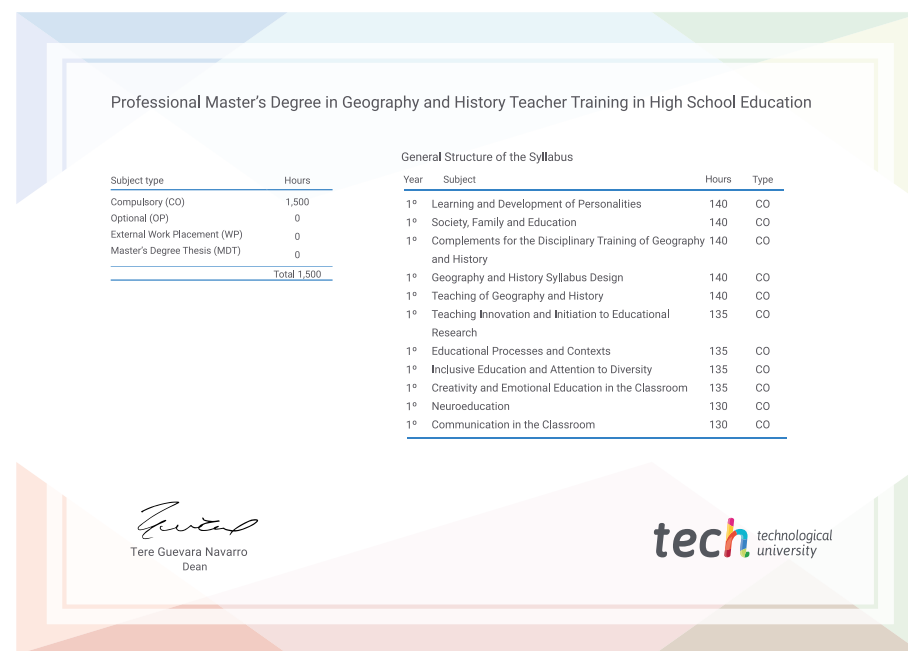 Professional Master's Degree in Geography and History Teacher Training in High School Education
Subject type Hours
Compulsory (CO) 1,500
Optional (OP) 0
External Work Placement (WP) 0
Master's Degree Thesis (MDT) 0
Total 1,500
General Structure of the Syllabus
Year Subject Hours Type
1º Learning and Development of Personalities 140 CO
1º Society, Family and Education 140 CO
1º Complements for the Disciplinary Training of Geography 140 CO
and History
1º Geography and History Syllabus Design 140 CO
1º Teaching of Geography and History 140 CO
1º Teaching Innovation and Initiation to Educational 135 CO
Research
1º Educational Processes and Contexts 135 CO
1º Inclusive Education and Attention to Diversity 135 CO
1º Creativity and Emotional Education in the Classroom 135 CO
1º Neuroeducation 130 CO
1º Communication in the Classroom 130 CO
Tere Guevara Navarro
Dean
tech technological
university